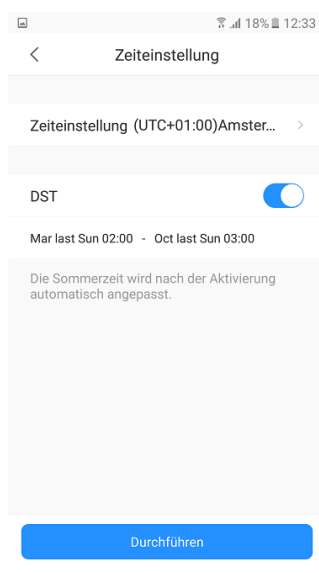 18% 12:33
Zeiteinstellung
Zeiteinstellung (UTC+01:00)Amster...
DST
Mar last Sun 02:00 - Oct last Sun 03:00
Die Sommerzeit wird nach der Aktivierung
automatisch angepasst.
Durchführen